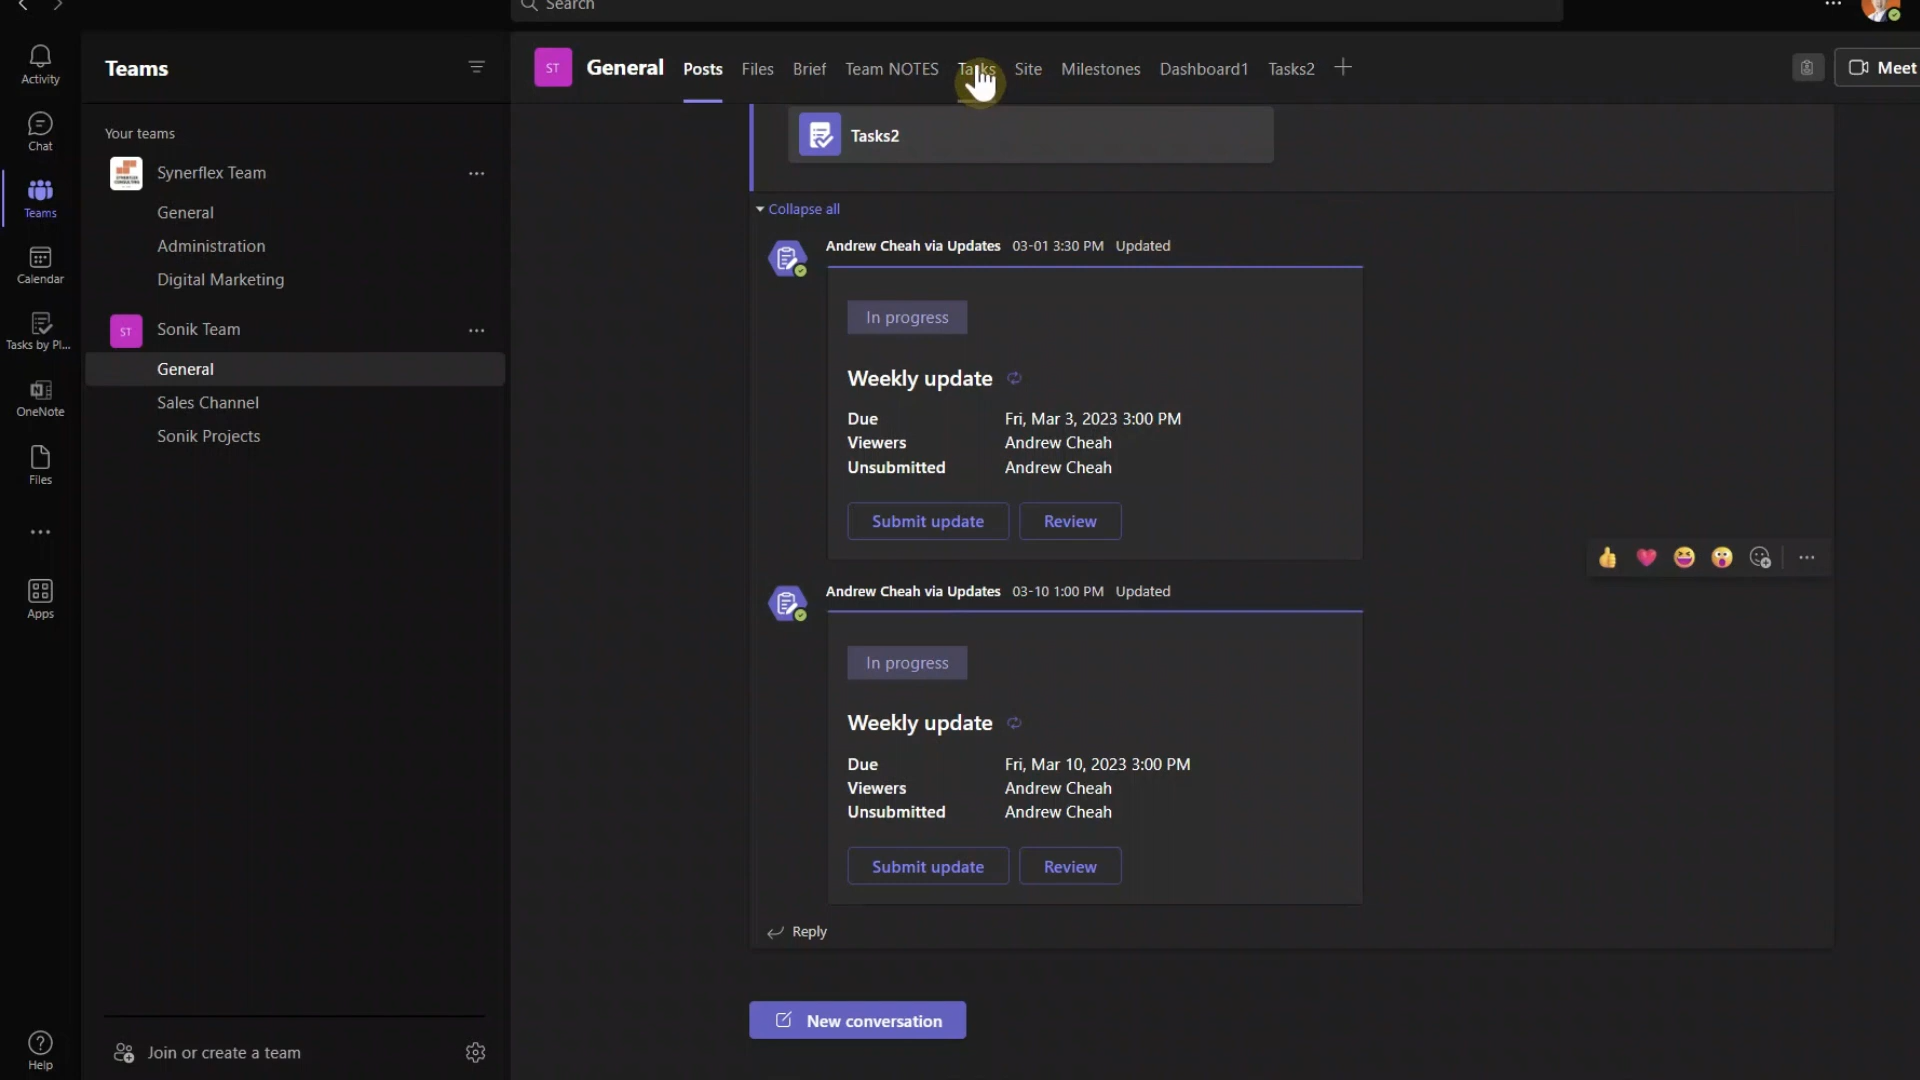 Search
Activity
Chat
Teams
Calendar
Tasks by Pl...
OneNote
Files
Apps
Help
Teams
Your teams
SYNERFLEX
Synerflex Team
General
Administration
Digital Marketing
ST
Sonik Team
General
Sales Channel
Sonik Projects
Join or create a team
ST General Posts Files Brief Team NOTES Tasks Site Milestones Dashboard1 Tasks2
Meet
Tasks2
Collapse all
Andrew Cheah via Updates 03-01 3:30 PM Updated
In progress
Weekly update
Due Fri, Mar 3, 2023 3:00 PM
Viewers Andrew Cheah
Unsubmitted Andrew Cheah
Submit update Review
Andrew Cheah via Updates 03-10 1:00 PM Updated
In progress
Weekly update
Due Fri, Mar 10, 2023 3:00 PM
Viewers Andrew Cheah
Unsubmitted Andrew Cheah
Submit update Review
Reply
New conversation